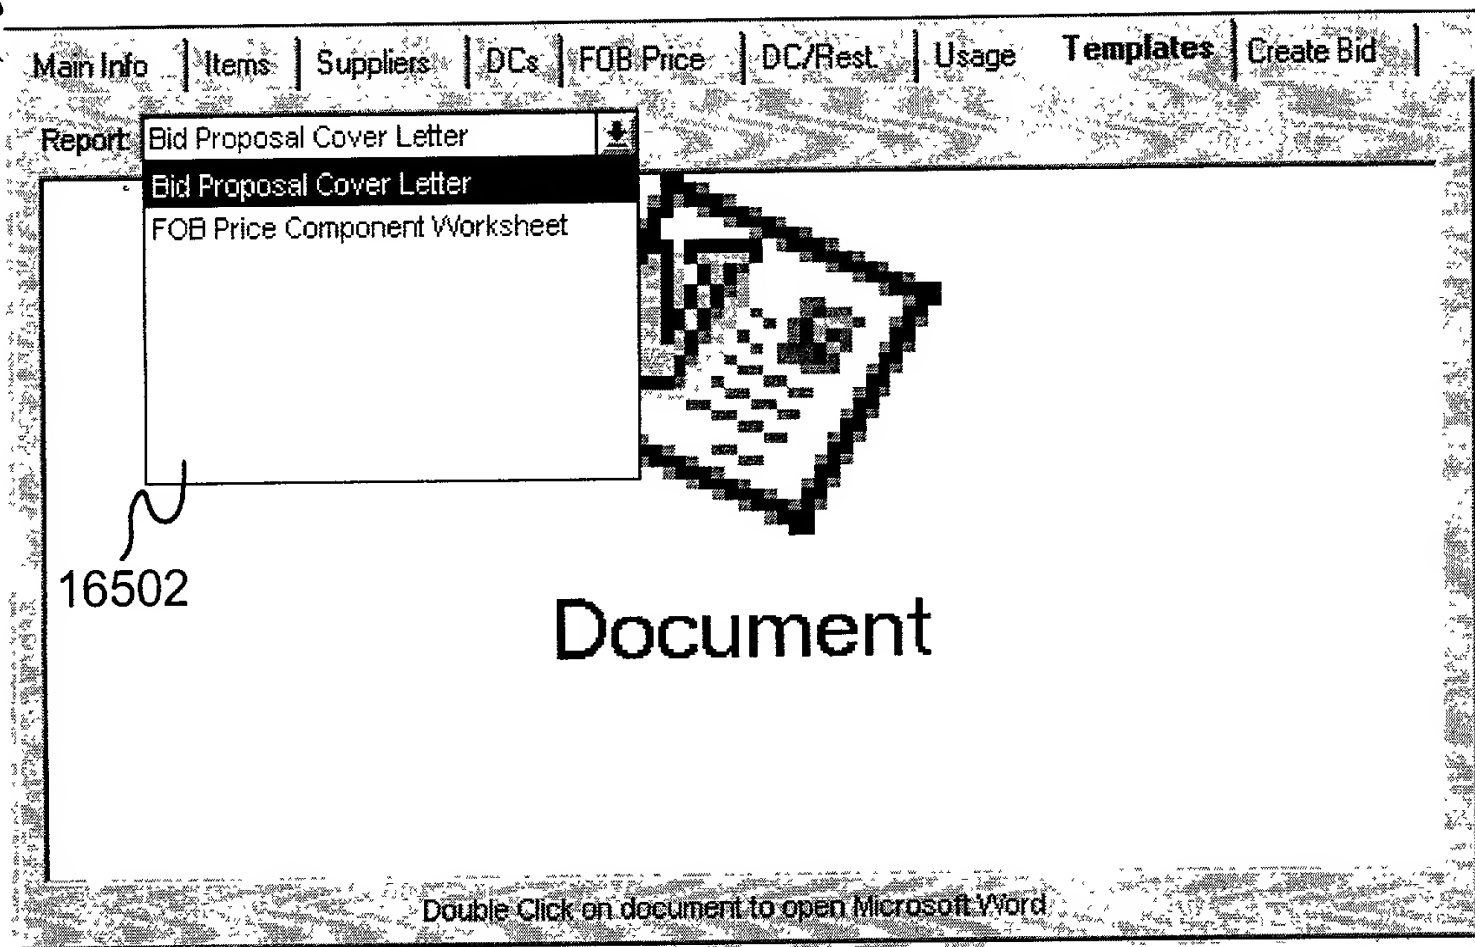 Main Info Items Suppliers DCs FOB Price DC/Rest. Usage Templates Create Bid
Report: Bid Proposal Cover Letter
Bid Proposal Cover Letter
FOB Price Component Worksheet
16502
Document
Double Click on document to open Microsoft Word